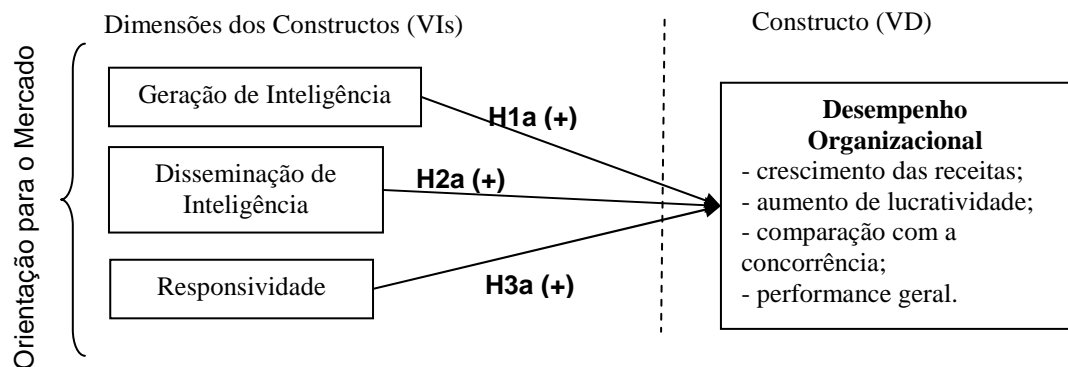 Dimensões dos Constructos (VIs)
Constructo (VD)
Orientação para o Mercado
Geração de Inteligência
H1a (+)
Disseminação de
Inteligência
H2a (+)
Responsividade
H3a (+)
Desempenho
Organizacional
- crescimento das receitas;
- aumento de lucratividade;
- comparação com a
concorrência;
- performance geral.